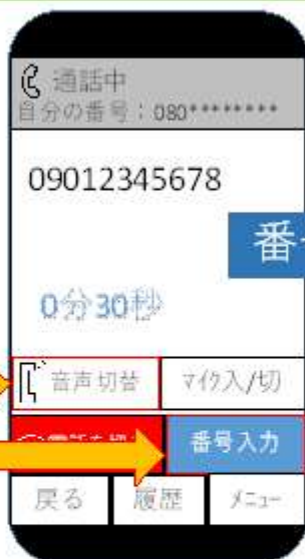 通話中
自分の番号：080********
09012345678
番
0分30秒
音声切替 マイク入/切
番号入力
戻る 履歴 メニュー